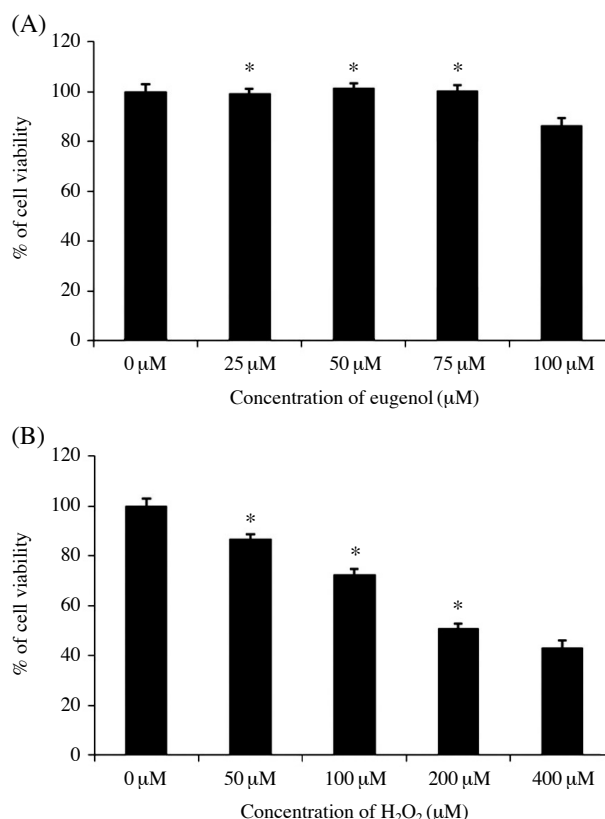 (A)
120
100
80
60
40
20
0
% of cell viability
* * *
0 μM 25 μM 50 μM 75 μM 100 μM
Concentration of eugenol (μM)
(B)
120
100
80
60
40
20
0
% of cell viability
*
*
*
0 μM 50 μM 100 μM 200 μM 400 μM
Concentration of H₂O₂ (μM)